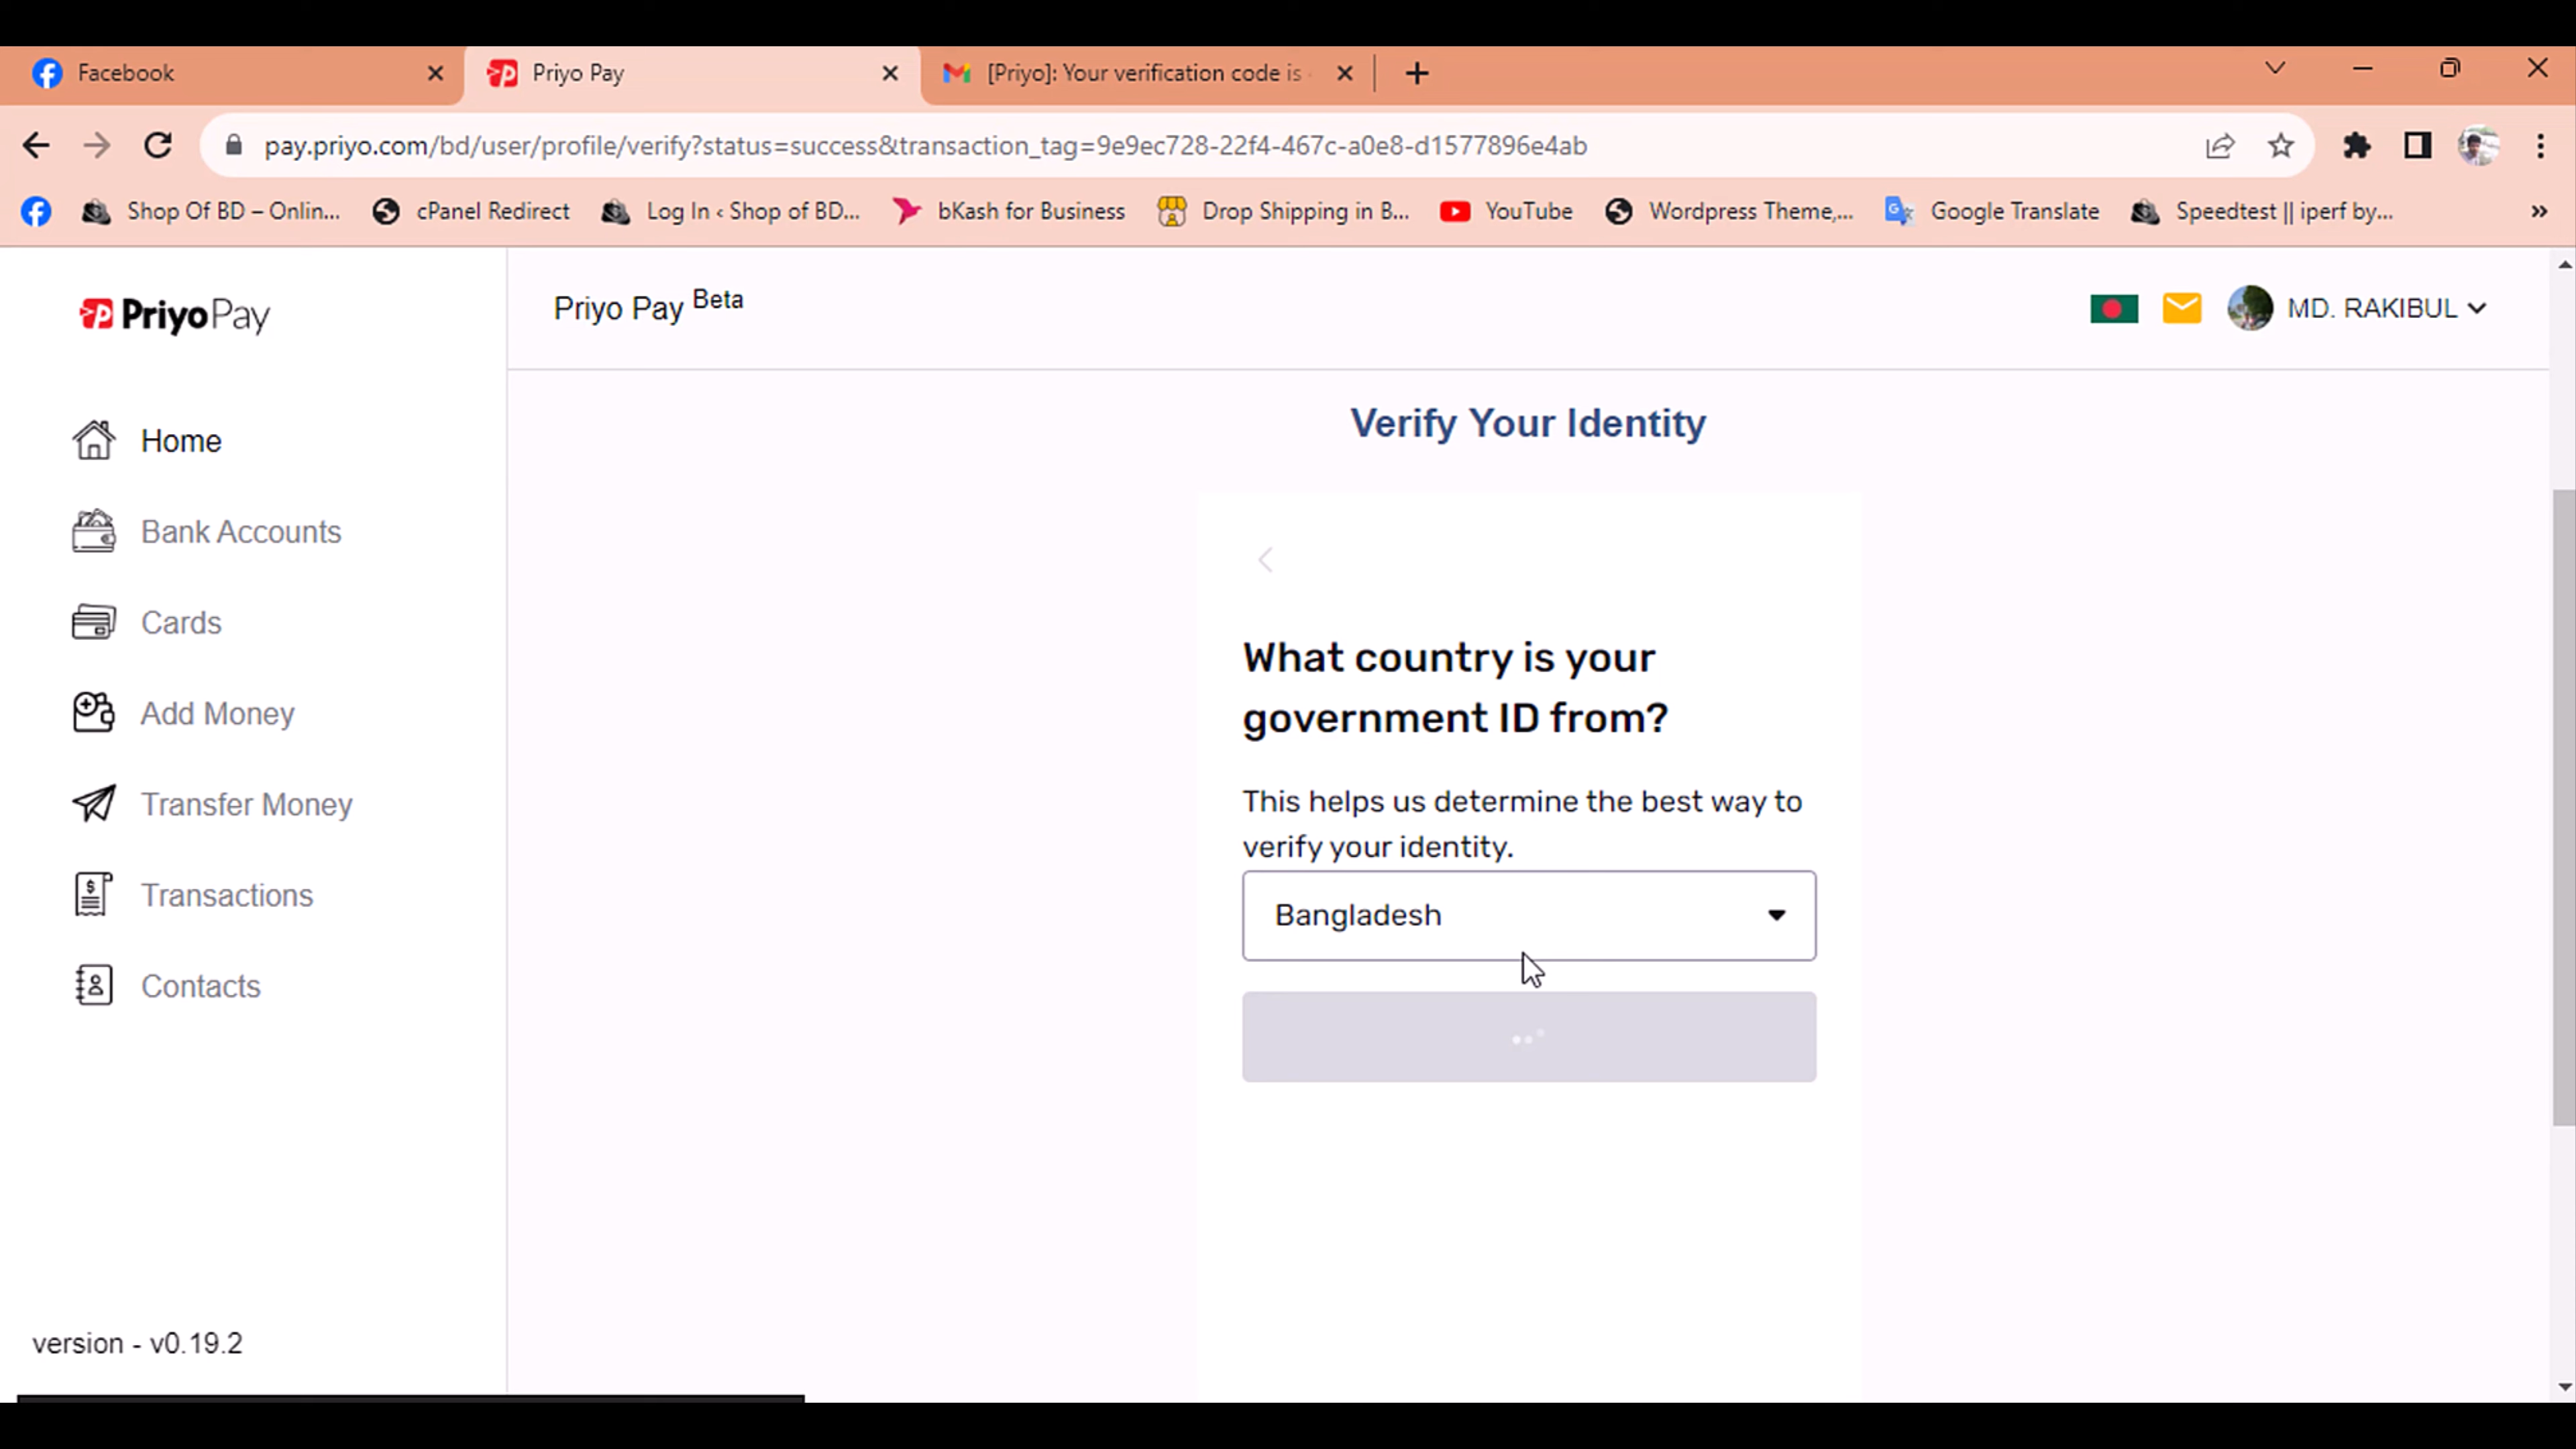 Facebook
Priyo Pay
[Priyo]: Your verification code is
pay.priyo.com/bd/user/profile/verify?status=success&transaction_tag=9e9ec728-22f4-467c-a0e8-d1577896e4ab
Shop Of BD – Onlin...
cPanel Redirect
Log In ‹ Shop of BD...
bKash for Business
Drop Shipping in B...
YouTube
Wordpress Theme,...
Google Translate
Speedtest || iperf by...
PriyoPay
Priyo Pay Beta
MD. RAKIBUL
Home
Bank Accounts
Cards
Add Money
Transfer Money
Transactions
Contacts
version - v0.19.2
Verify Your Identity
What country is your
government ID from?
This helps us determine the best way to
verify your identity.
Bangladesh